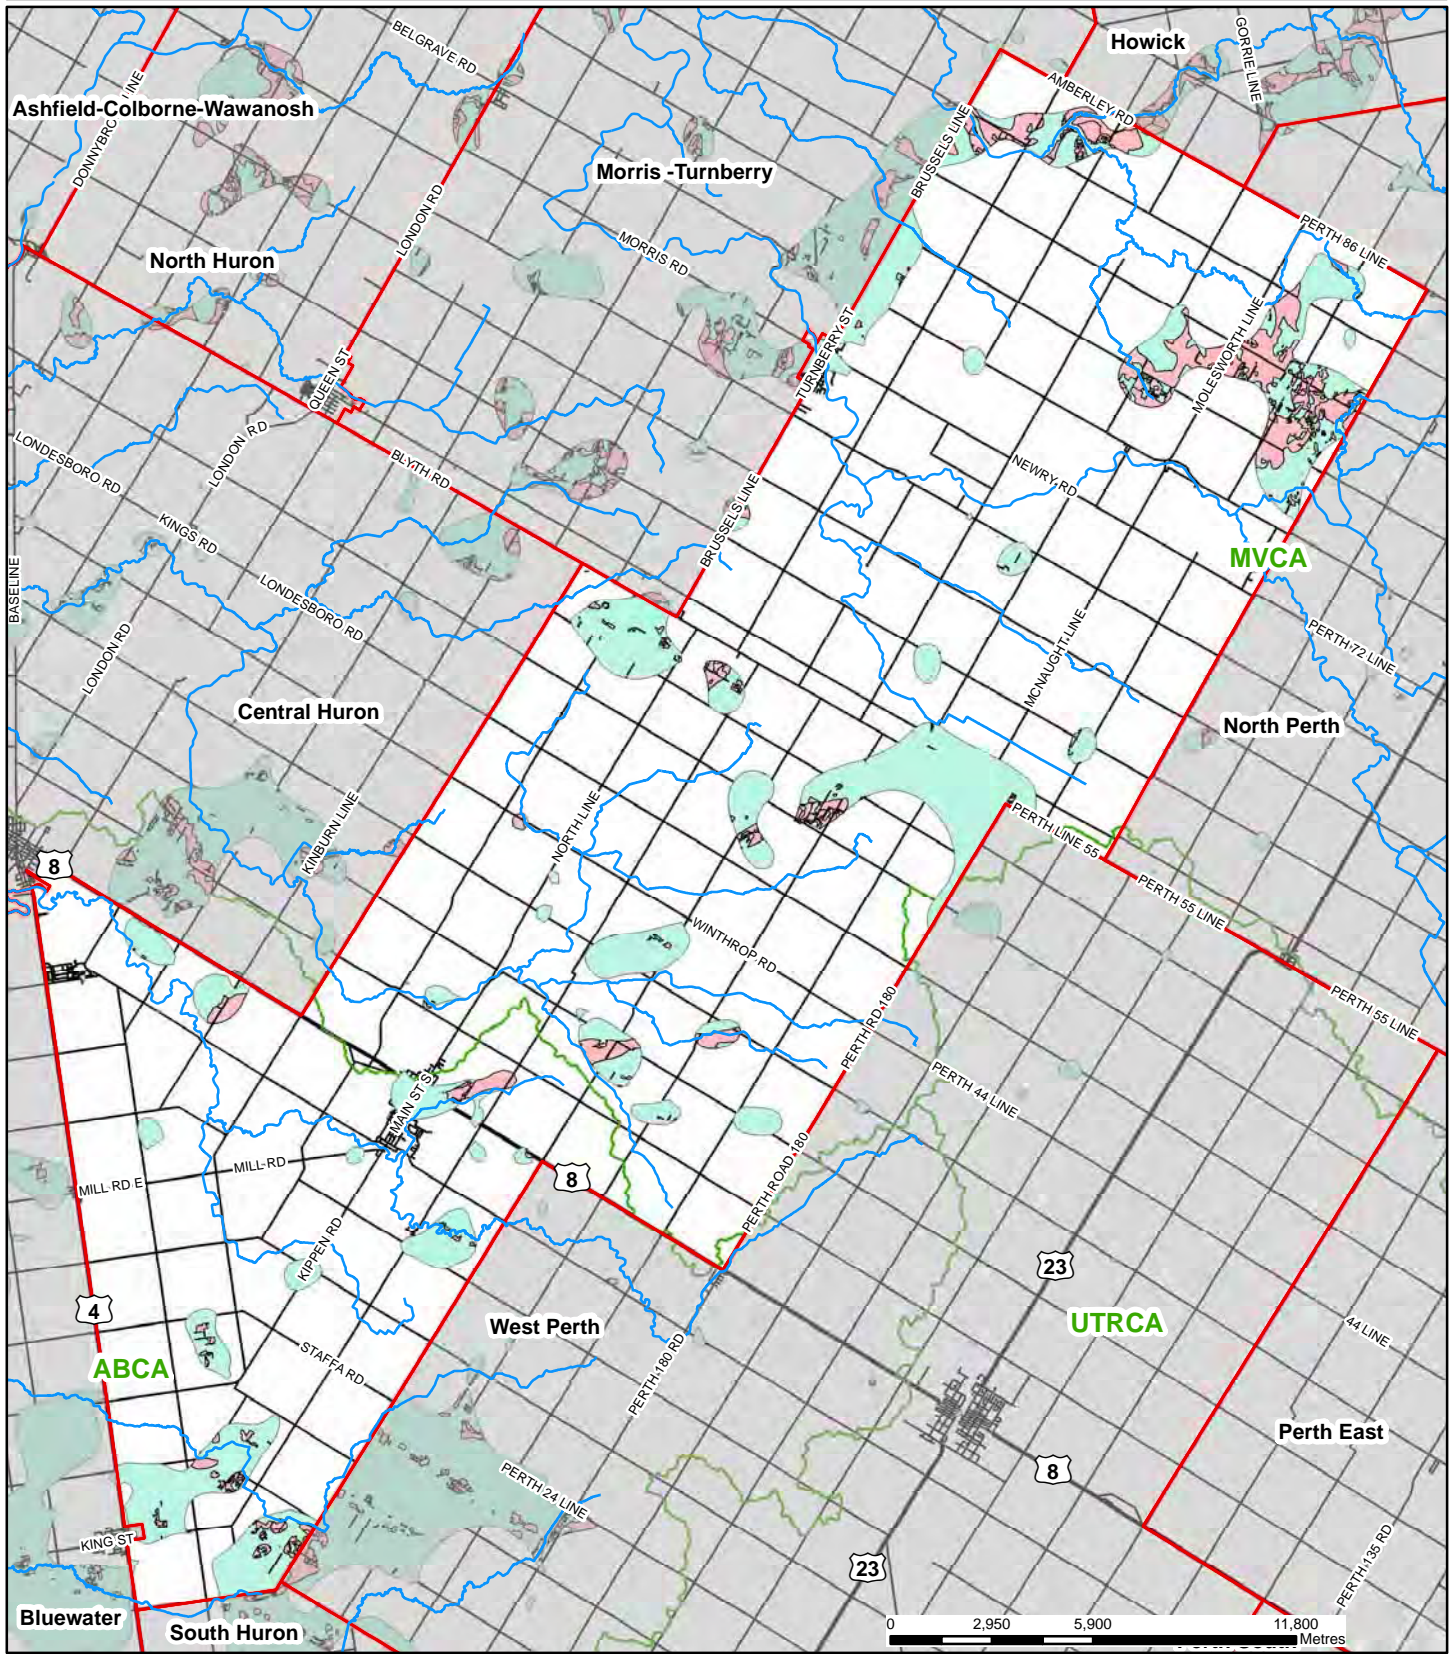 Howick
BELGRAVE RD
GORRIE LINE
AMBERLEY RD
Ashfield-Colborne-Wawanosh
BRUSSELS LINE
Morris -Turnberry
LONDON RD
PERTH 86 LINE
MORRIS RD
North Huron
MOLESWORTH LINE
TURNBERRY ST
QUEEN ST
LONDON RD
LONDESBORO RD
BLYTH RD
NEWRY RD
KINGS RD
BRUSSELS LINE
MVCA
BASELINE
LONDESBORO RD
LONDON RD
MCNAUGHT LINE
PERTH 72 LINE
Central Huron
North Perth
NORTH LINE
KINBURN LINE
PERTH LINE 55
8
PERTH 55 LINE
WINTHROP RD
PERTH RD 180
PERTH 55 LINE
PERTH 44 LINE
MAIN ST S
MILL RD
MILL RD E
8
PERTH ROAD 180
KIPPEN RD
23
4
West Perth
UTRCA
44 LINE
ABCA
STAFFA RD
PERTH 180 RD
Perth East
8
PERTH 24 LINE
KING ST
23
PERTH 135 RD
Bluewater
South Huron
0 2,950 5,900 11,800
Metres